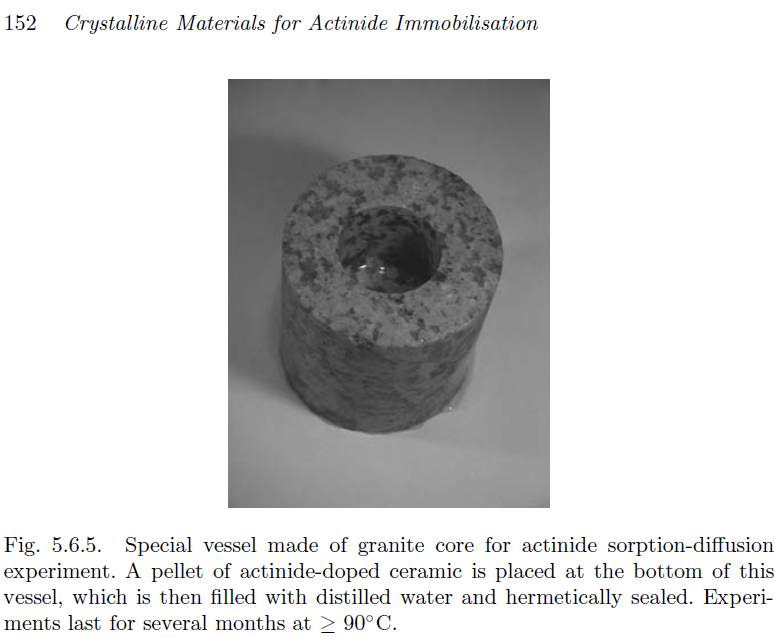 152 Crystalline Materials for Actinide Immobilisation
Fig. 5.6.5. Special vessel made of granite core for actinide sorption-diffusion
experiment. A pellet of actinide-doped ceramic is placed at the bottom of this
vessel, which is then filled with distilled water and hermetically sealed. Experi-
ments last for several months at ≥ 90°C.